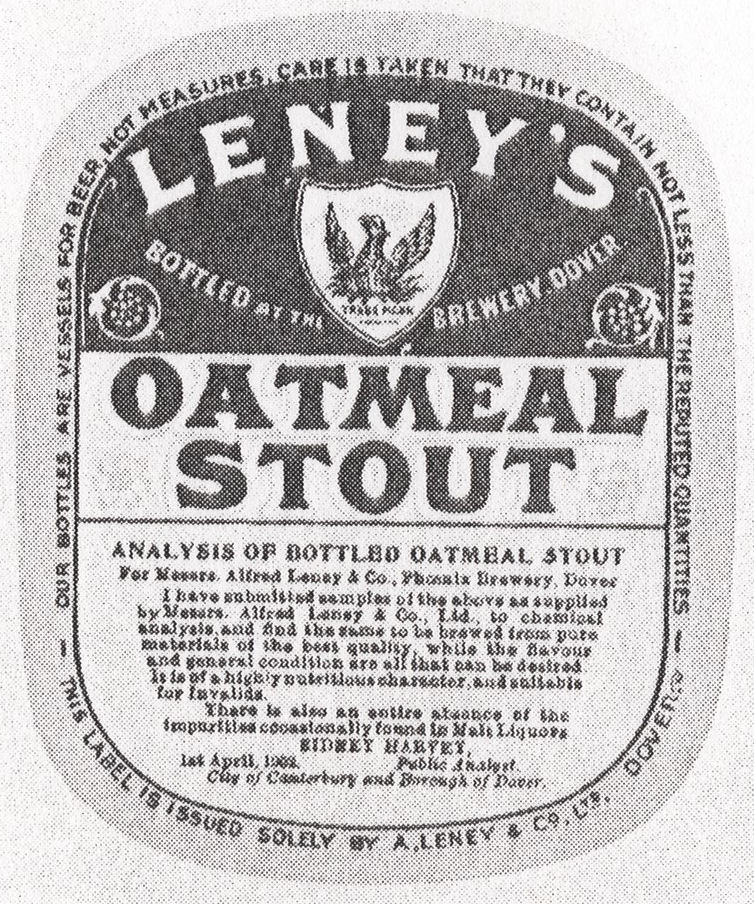 OUR BOTTLES ARE VESSELS FOR BEER, NOT MEASURES, CARE IS TAKEN THAT THEY CONTAIN NOT LESS THAN THE REPUTED QUANTITIES
LENEY'S
BOTTLED AT THE BREWERY, DOVER
TRADE MARK
OATMEAL
STOUT
ANALYSIS OF BOTTLED OATMEAL STOUT
For Messrs. Alfred Leney & Co., Phœnix Brewery, Dover
I have submitted samples of the above as supplied
by Messrs. Alfred Leney & Co., Ltd., to chemical
analysis, and find the same to be brewed from pure
materials of the best quality, while the flavour
and general condition are all that can be desired
It is of a highly nutritious character, and suitable
for Invalids.
There is also an entire absence of the
impurities occasionally found in Malt Liquors
SIDNEY HARVEY,
1st April, Public Analyst.
City of Canterbury and Borough of Dover.
THIS LABEL IS ISSUED SOLELY BY A. LENEY & CO. LTD. DOVER